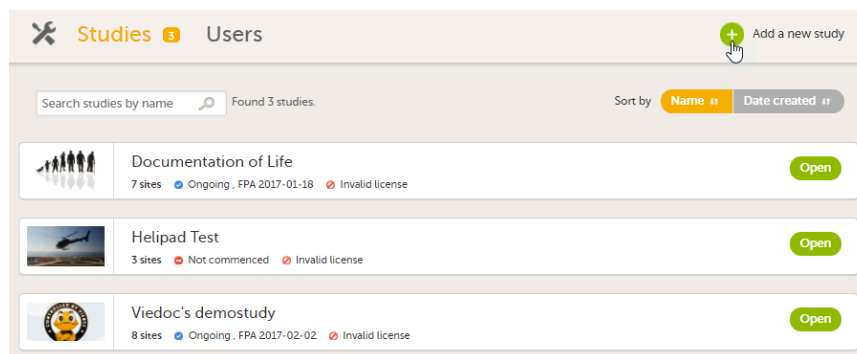 Studies 3 Users Add a new study
Search studies by name Found 3 studies. Sort by Name Date created
Documentation of Life
7 sites Ongoing , FPA 2017-01-18 Invalid license Open
Helipad Test
3 sites Not commenced Invalid license Open
Viedoc's demostudy
8 sites Ongoing , FPA 2017-02-02 Invalid license Open